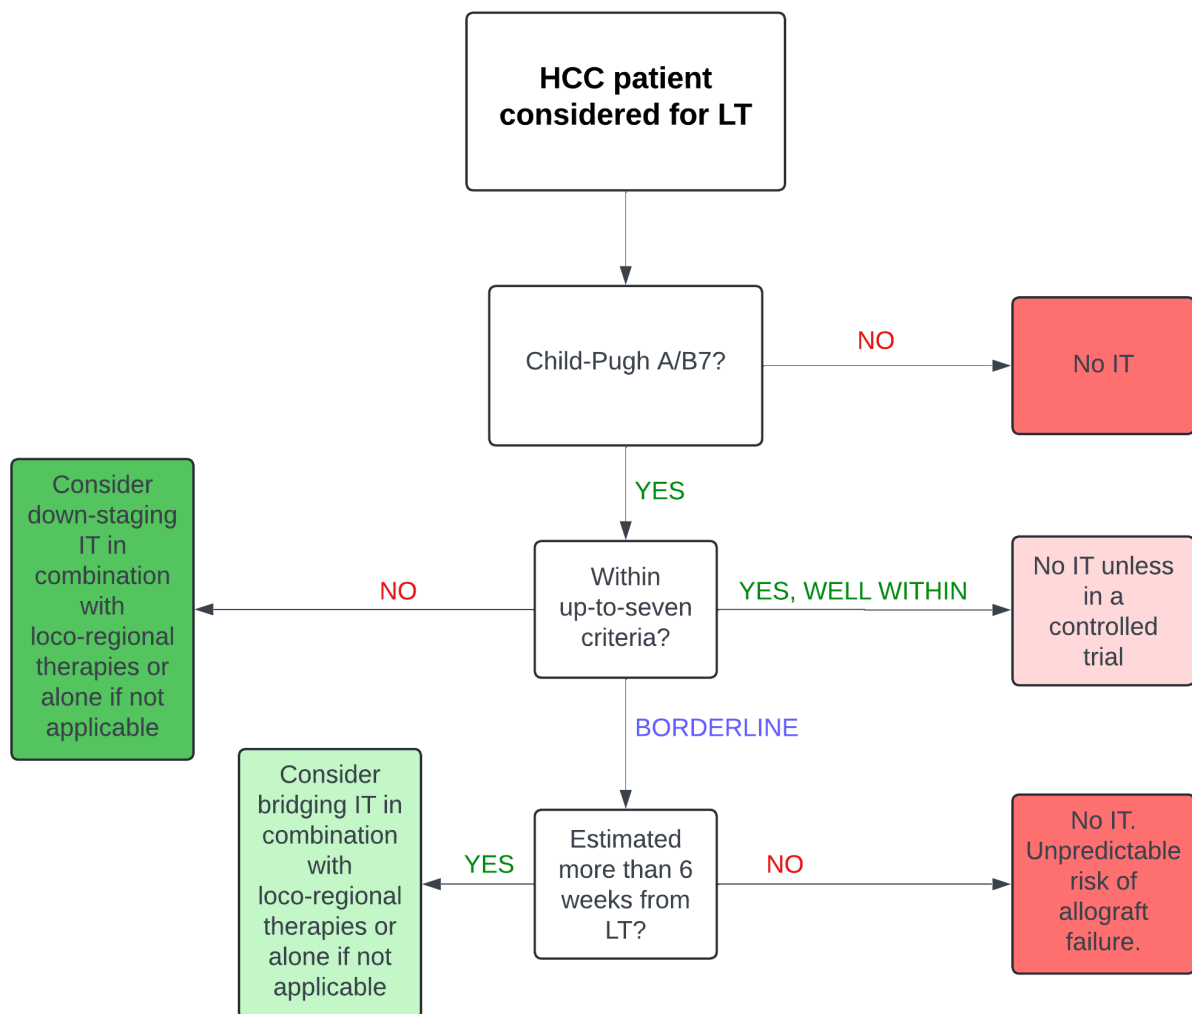 HCC patient
considered for LT
Child-Pugh A/B7?
NO
No IT
YES
Consider
down-staging
IT in
combination
with
loco-regional
therapies or
alone if not
applicable
NO
Within
up-to-seven
criteria?
YES, WELL WITHIN
No IT unless
in a
controlled
trial
BORDERLINE
Consider
bridging IT in
combination
with
loco-regional
therapies or
alone if not
applicable
YES
Estimated
more than 6
weeks from
LT?
NO
No IT.
Unpredictable
risk of
allograft
failure.